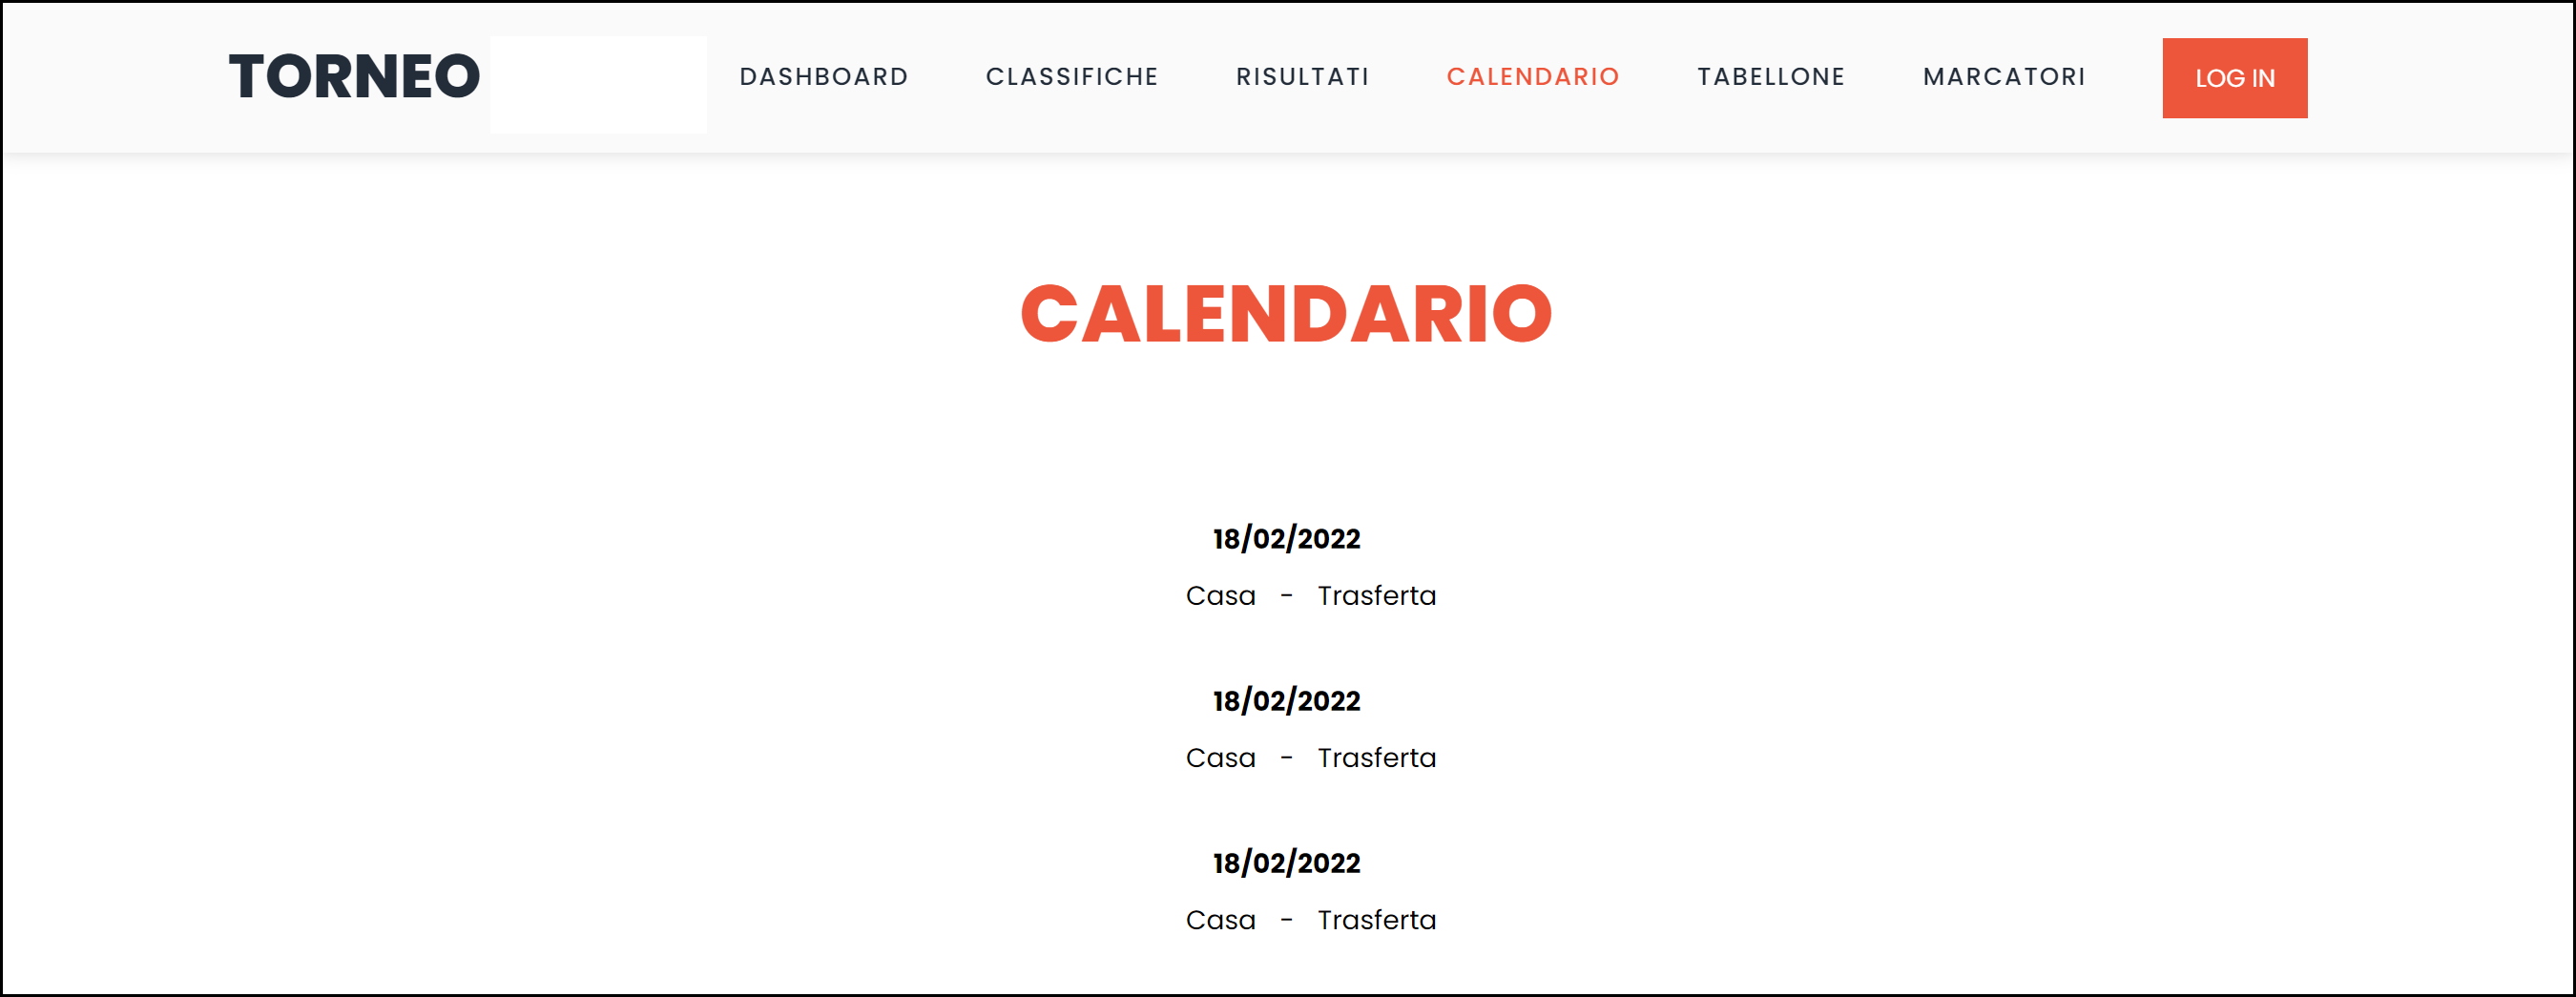 TORNEO DASHBOARD CLASSIFICHE RISULTATI CALENDARIO TABELLONE MARCATORI LOG IN
CALENDARIO
18/02/2022
Casa - Trasferta
18/02/2022
Casa - Trasferta
18/02/2022
Casa - Trasferta